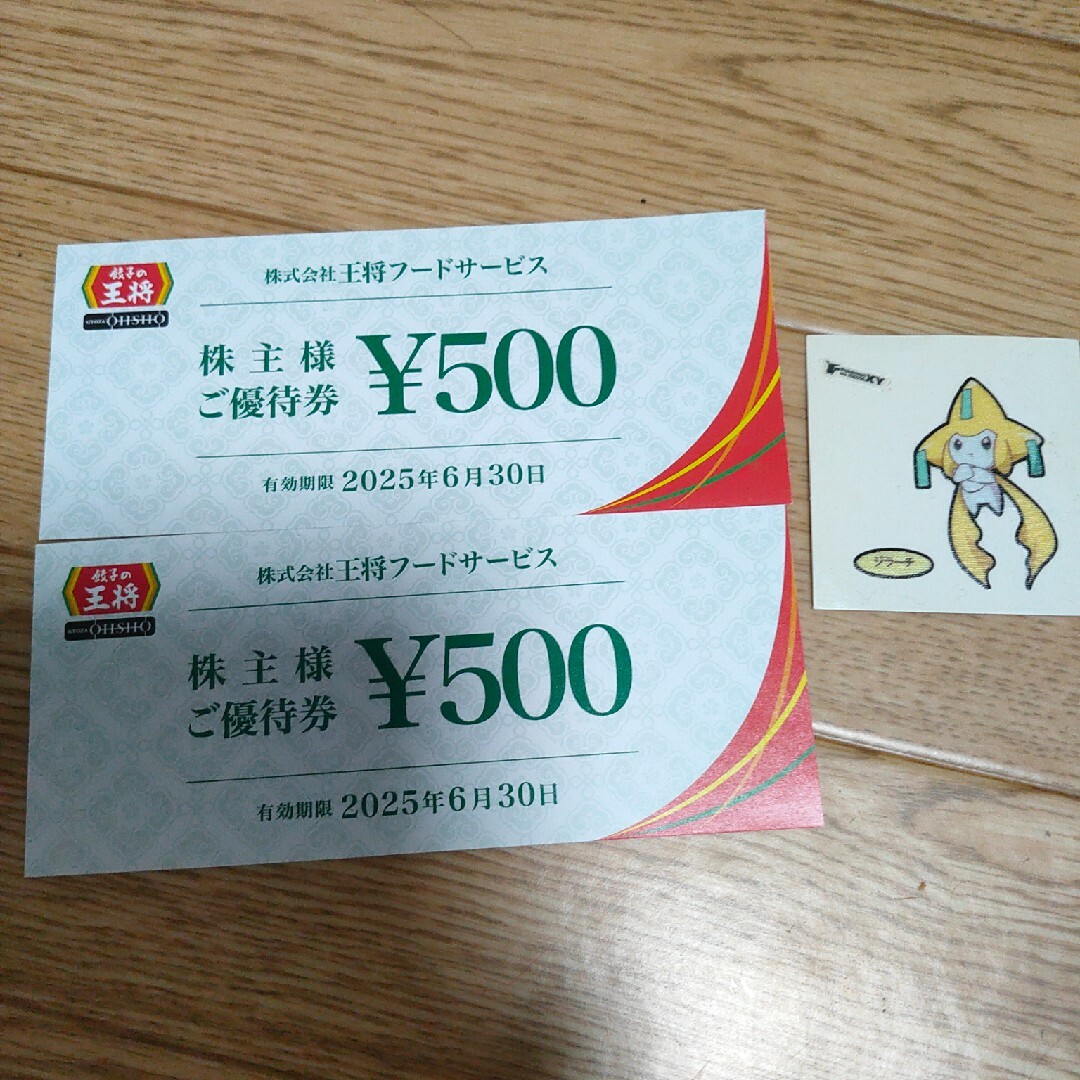 餃子の
王将
GYOZA OHSHO
株式会社王将フードサービス
株主様
ご優待券
¥500
有効期限 2025年6月30日
餃子の
王将
GYOZA OHSHO
株式会社王将フードサービス
株主様
ご優待券
¥500
有効期限 2025年6月30日
XY
ジラーチ